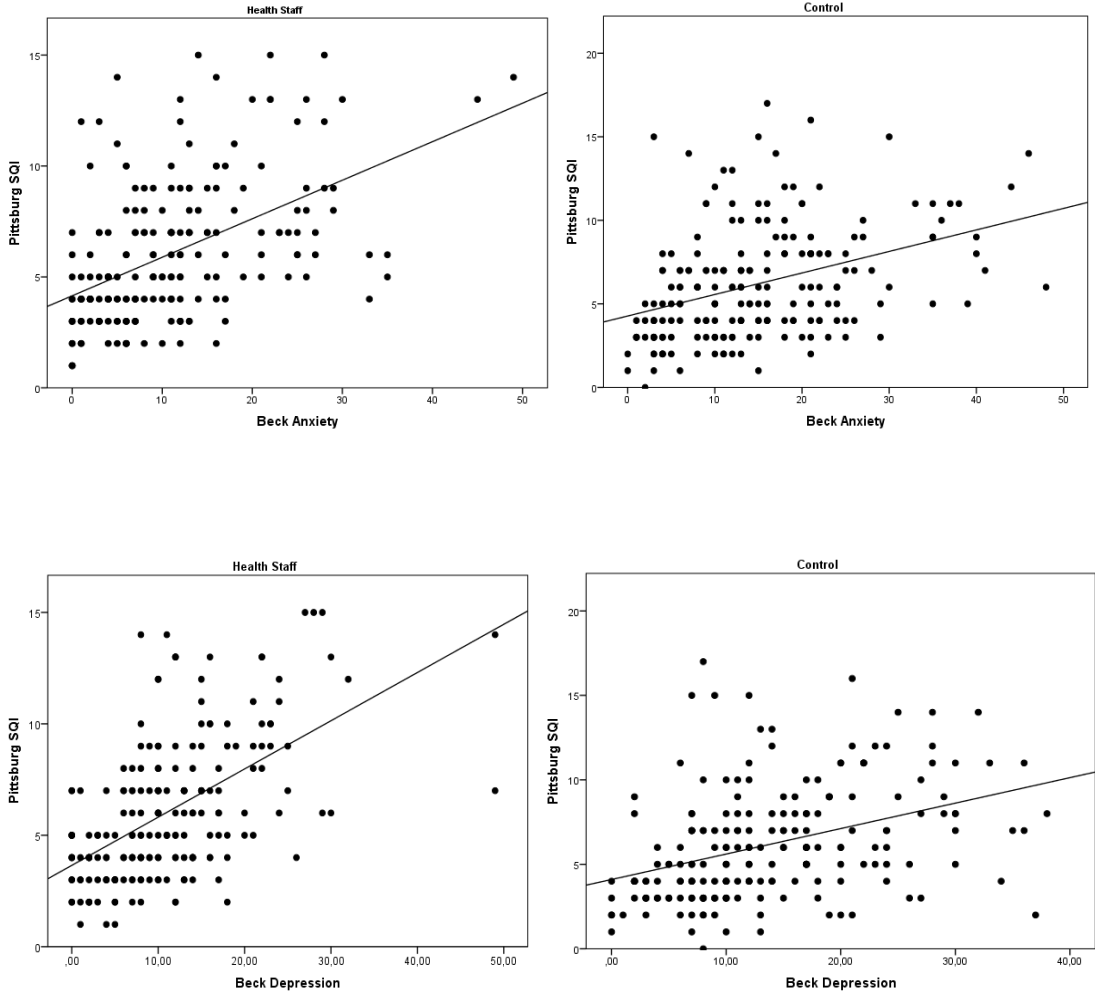 Health Staff
Pittsburg SQI
15
10
5
0
0 10 20 30 40 50
Beck Anxiety
Control
Pittsburg SQI
20
15
10
5
0
0 10 20 30 40 50
Beck Anxiety
Health Staff
Pittsburg SQI
15
10
5
0
,00 10,00 20,00 30,00 40,00 50,00
Beck Depression
Control
Pittsburg SQI
20
15
10
5
0
,00 10,00 20,00 30,00 40,00
Beck Depression